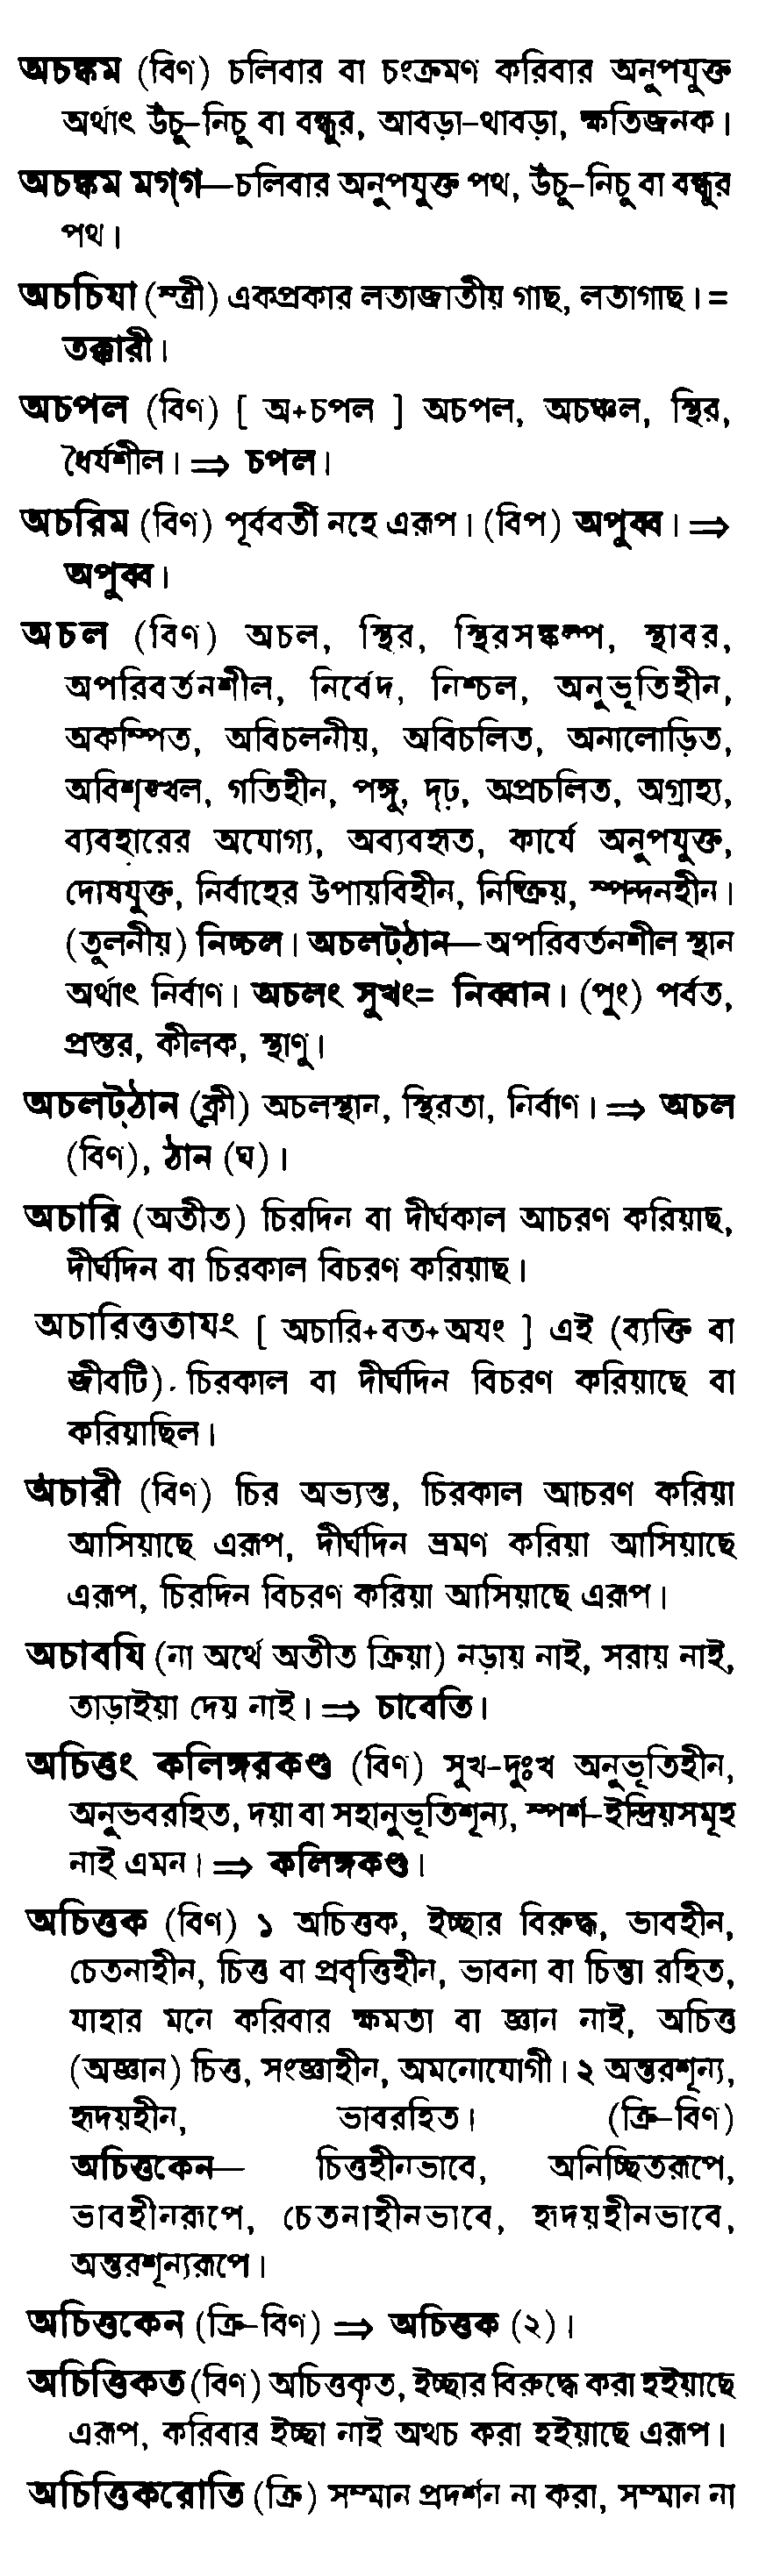 অচঙ্কম (বিণ) চলিবার বা চংক্রমণ করিবার অনুপযুক্ত
অর্থাৎ উঁচু-নিচু বা বন্ধুর, আবড়া-থাবড়া, ক্ষতিজনক।
অচঙ্কম মগ্‌গ—চলিবার অনুপযুক্ত পথ, উঁচু-নিচু বা বন্ধুর
পথ।
অচচিযা (স্ত্রী) একপ্রকার লতাজাতীয় গাছ, লতাগাছ। =
তক্কারী।
অচপল (বিণ) [ অ+চপল ] অচপল, অচঞ্চল, স্থির,
ধৈর্যশীল। ⇒ চপল।
অচরিম (বিণ) পূর্ববর্তী নহে এরূপ। (বিপ) অপুব্ব। ⇒
অপুব্ব।
অচল (বিণ) অচল, স্থির, স্থিরসঙ্কল্প, স্থাবর,
অপরিবর্তনশীল, নির্বেদ, নিশ্চল, অনুভূতিহীন,
অকম্পিত, অবিচলনীয়, অবিচলিত, অনালোড়িত,
অবিশৃঙ্খল, গতিহীন, পঙ্গু, দৃঢ়, অপ্রচলিত, অগ্রাহ্য,
ব্যবহারের অযোগ্য, অব্যবহৃত, কার্যে অনুপযুক্ত,
দোষযুক্ত, নির্বাহের উপায়বিহীন, নিষ্ক্রিয়, স্পন্দনহীন।
(তুলনীয়) নিচ্চল। অচলট্‌ঠান—অপরিবর্তনশীল স্থান
অর্থাৎ নির্বাণ। অচলং সুখং= নিব্বান। (পুং) পর্বত,
প্রস্তর, কীলক, স্থাণু।
অচলট্‌ঠান (ক্লী) অচলস্থান, স্থিরতা, নির্বাণ। ⇒ অচল
(বিণ), ঠান (ঘ)।
অচারি (অতীত) চিরদিন বা দীর্ঘকাল আচরণ করিয়াছ,
দীর্ঘদিন বা চিরকাল বিচরণ করিয়াছ।
অচারিত্ততাযং [ অচারি+বত+অযং ] এই (ব্যক্তি বা
জীবটি) চিরকাল বা দীর্ঘদিন বিচরণ করিয়াছে বা
করিয়াছিল।
অচারী (বিণ) চির অভ্যস্ত, চিরকাল আচরণ করিয়া
আসিয়াছে এরূপ, দীর্ঘদিন ভ্রমণ করিয়া আসিয়াছে
এরূপ, চিরদিন বিচরণ করিয়া আসিয়াছে এরূপ।
অচাবযি (না অর্থে অতীত ক্রিয়া) নড়ায় নাই, সরায় নাই,
তাড়াইয়া দেয় নাই। ⇒ চাবেতি।
অচিত্তং কলিঙ্গরকণ্ড (বিণ) সুখ-দুঃখ অনুভূতিহীন,
অনুভবরহিত, দয়া বা সহানুভূতিশূন্য, স্পর্শ-ইন্দ্রিয়সমূহ
নাই এমন। ⇒ কলিঙ্গকণ্ড।
অচিত্তক (বিণ) ১ অচিত্তক, ইচ্ছার বিরুদ্ধ, ভাবহীন,
চেতনাহীন, চিত্ত বা প্রবৃত্তিহীন, ভাবনা বা চিন্তা রহিত,
যাহার মনে করিবার ক্ষমতা বা জ্ঞান নাই, অচিত্ত
(অজ্ঞান) চিত্ত, সংজ্ঞাহীন, অমনোযোগী। ২ অন্তরশূন্য,
হৃদয়হীন, ভাবরহিত। (ক্রি-বিণ)
অচিত্তকেন— চিত্তহীনভাবে, অনিচ্ছিতরূপে,
ভাবহীনরূপে, চেতনাহীনভাবে, হৃদয়হীনভাবে,
অন্তরশূন্যরূপে।
অচিত্তকেন (ক্রি-বিণ) ⇒ অচিত্তক (২)।
অচিত্তিকত (বিণ) অচিত্তকৃত, ইচ্ছার বিরুদ্ধে করা হইয়াছে
এরূপ, করিবার ইচ্ছা নাই অথচ করা হইয়াছে এরূপ।
অচিত্তিকরোতি (ক্রি) সম্মান প্রদর্শন না করা, সম্মান না